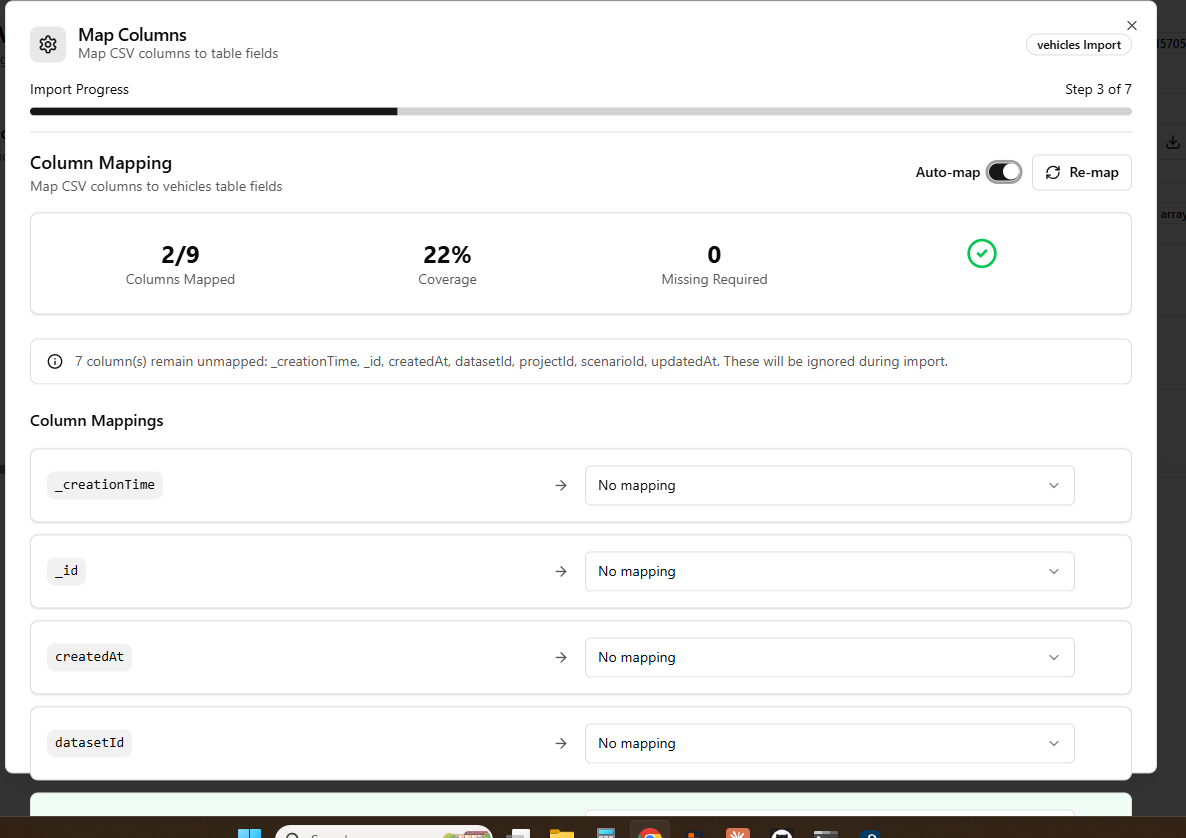 Map Columns
Map CSV columns to table fields
vehicles Import
Import Progress
Step 3 of 7
Column Mapping
Map CSV columns to vehicles table fields
Auto-map
Re-map
2/9
Columns Mapped
22%
Coverage
0
Missing Required
7 column(s) remain unmapped: _creationTime, _id, createdAt, datasetId, projectId, scenarioId, updatedAt. These will be ignored during import.
Column Mappings
_creationTime
No mapping
_id
No mapping
createdAt
No mapping
datasetId
No mapping
array